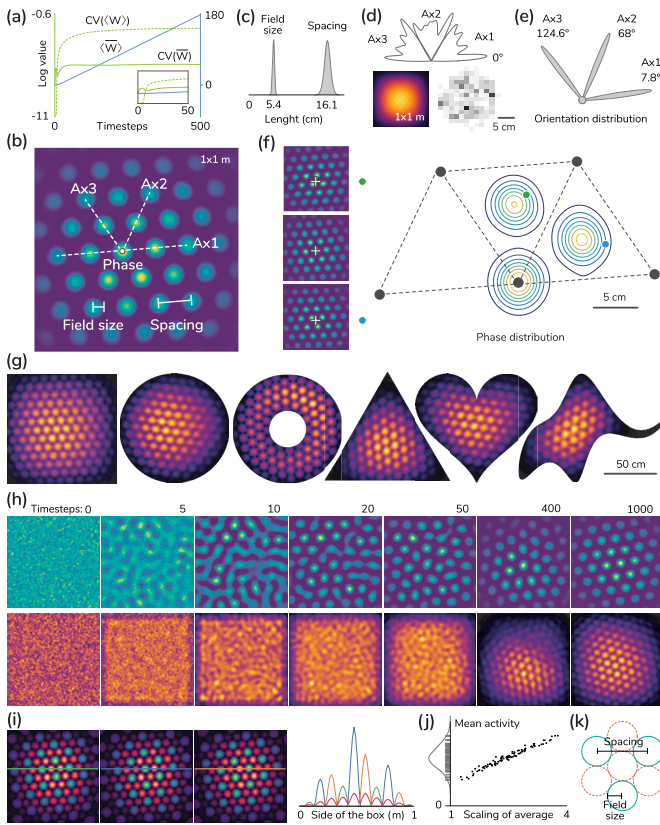 (a)
-0.6
CV(⟨W⟩)
⟨W̅⟩
CV(W̅)
180
Log value
0
-11
0
50
0
Timesteps
500
(c)
Field
size
Spacing
0
5.4
16.1
Lenght (cm)
(d)
Ax2
Ax3
Ax1
0°
1x1 m
5 cm
(e)
Ax3
124.6°
Ax2
68°
Ax1
7.8°
Orientation distribution
(b)
1x1 m
Ax3
Ax2
Ax1
Phase
Field size
Spacing
(f)
5 cm
Phase distribution
(g)
50 cm
(h)
Timesteps: 0
5
10
20
50
400
1000
(i)
0
Side of the box (m)
1
(j)
Mean activity
0
1
Scaling of average
4
(k)
Spacing
Field
size